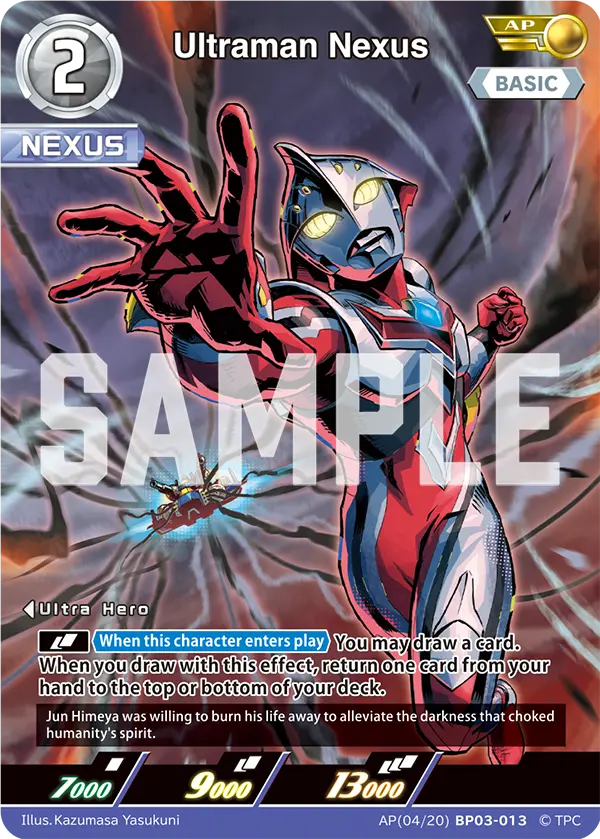 2
Ultraman Nexus
AP
BASIC
NEXUS
SAMPLE
Ultra Hero
When this character enters play You may draw a card.
When you draw with this effect, return one card from your
hand to the top or bottom of your deck.
Jun Himeya was willing to burn his life away to alleviate the darkness that choked
humanity's spirit.
7000 9000 13000
Illus.Kazumasa Yasukuni AP(04/20) BP03-013 © TPC